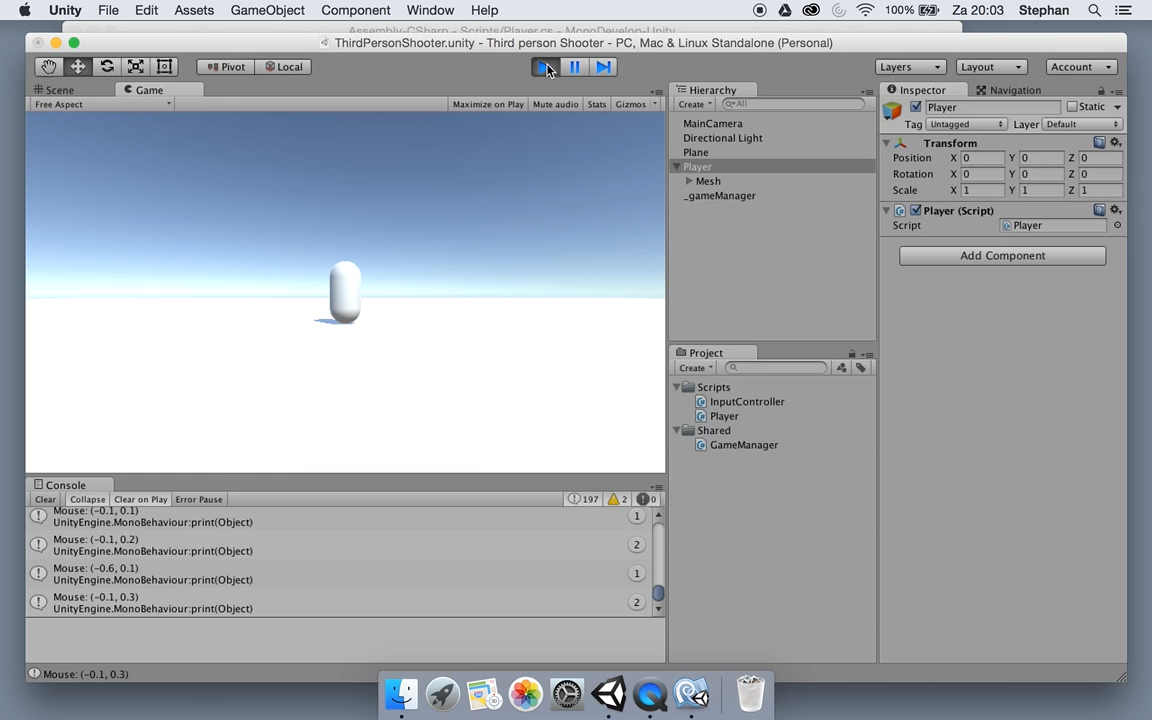 Unity File Edit Assets GameObject Component Window Help 100% Za 20:03 Stephan
Assembly-CSharp - Scripts/Player.cs - MonoDevelop-Unity
ThirdPersonShooter.unity - Third person Shooter - PC, Mac & Linux Standalone (Personal)
Pivot Local Layers Layout Account
Scene Game Hierarchy Inspector Navigation
Free Aspect Maximize on Play Mute audio Stats Gizmos Create All Player Static
MainCamera Tag Untagged Layer Default
Directional Light Transform
Plane Position X 0 Y 0 Z 0
Player Rotation X 0 Y 0 Z 0
Mesh Scale X 1 Y 1 Z 1
_gameManager
Player (Script)
Script Player
Add Component
Project
Create
Scripts
InputController
Player
Shared
GameManager
Console
Clear Collapse Clear on Play Error Pause 197 2 0
Mouse: (-0.1, 0.1)
UnityEngine.MonoBehaviour:print(Object) 1
Mouse: (-0.1, 0.2)
UnityEngine.MonoBehaviour:print(Object) 2
Mouse: (-0.6, 0.1)
UnityEngine.MonoBehaviour:print(Object) 1
Mouse: (-0.1, 0.3)
UnityEngine.MonoBehaviour:print(Object) 2
Mouse: (-0.1, 0.3)